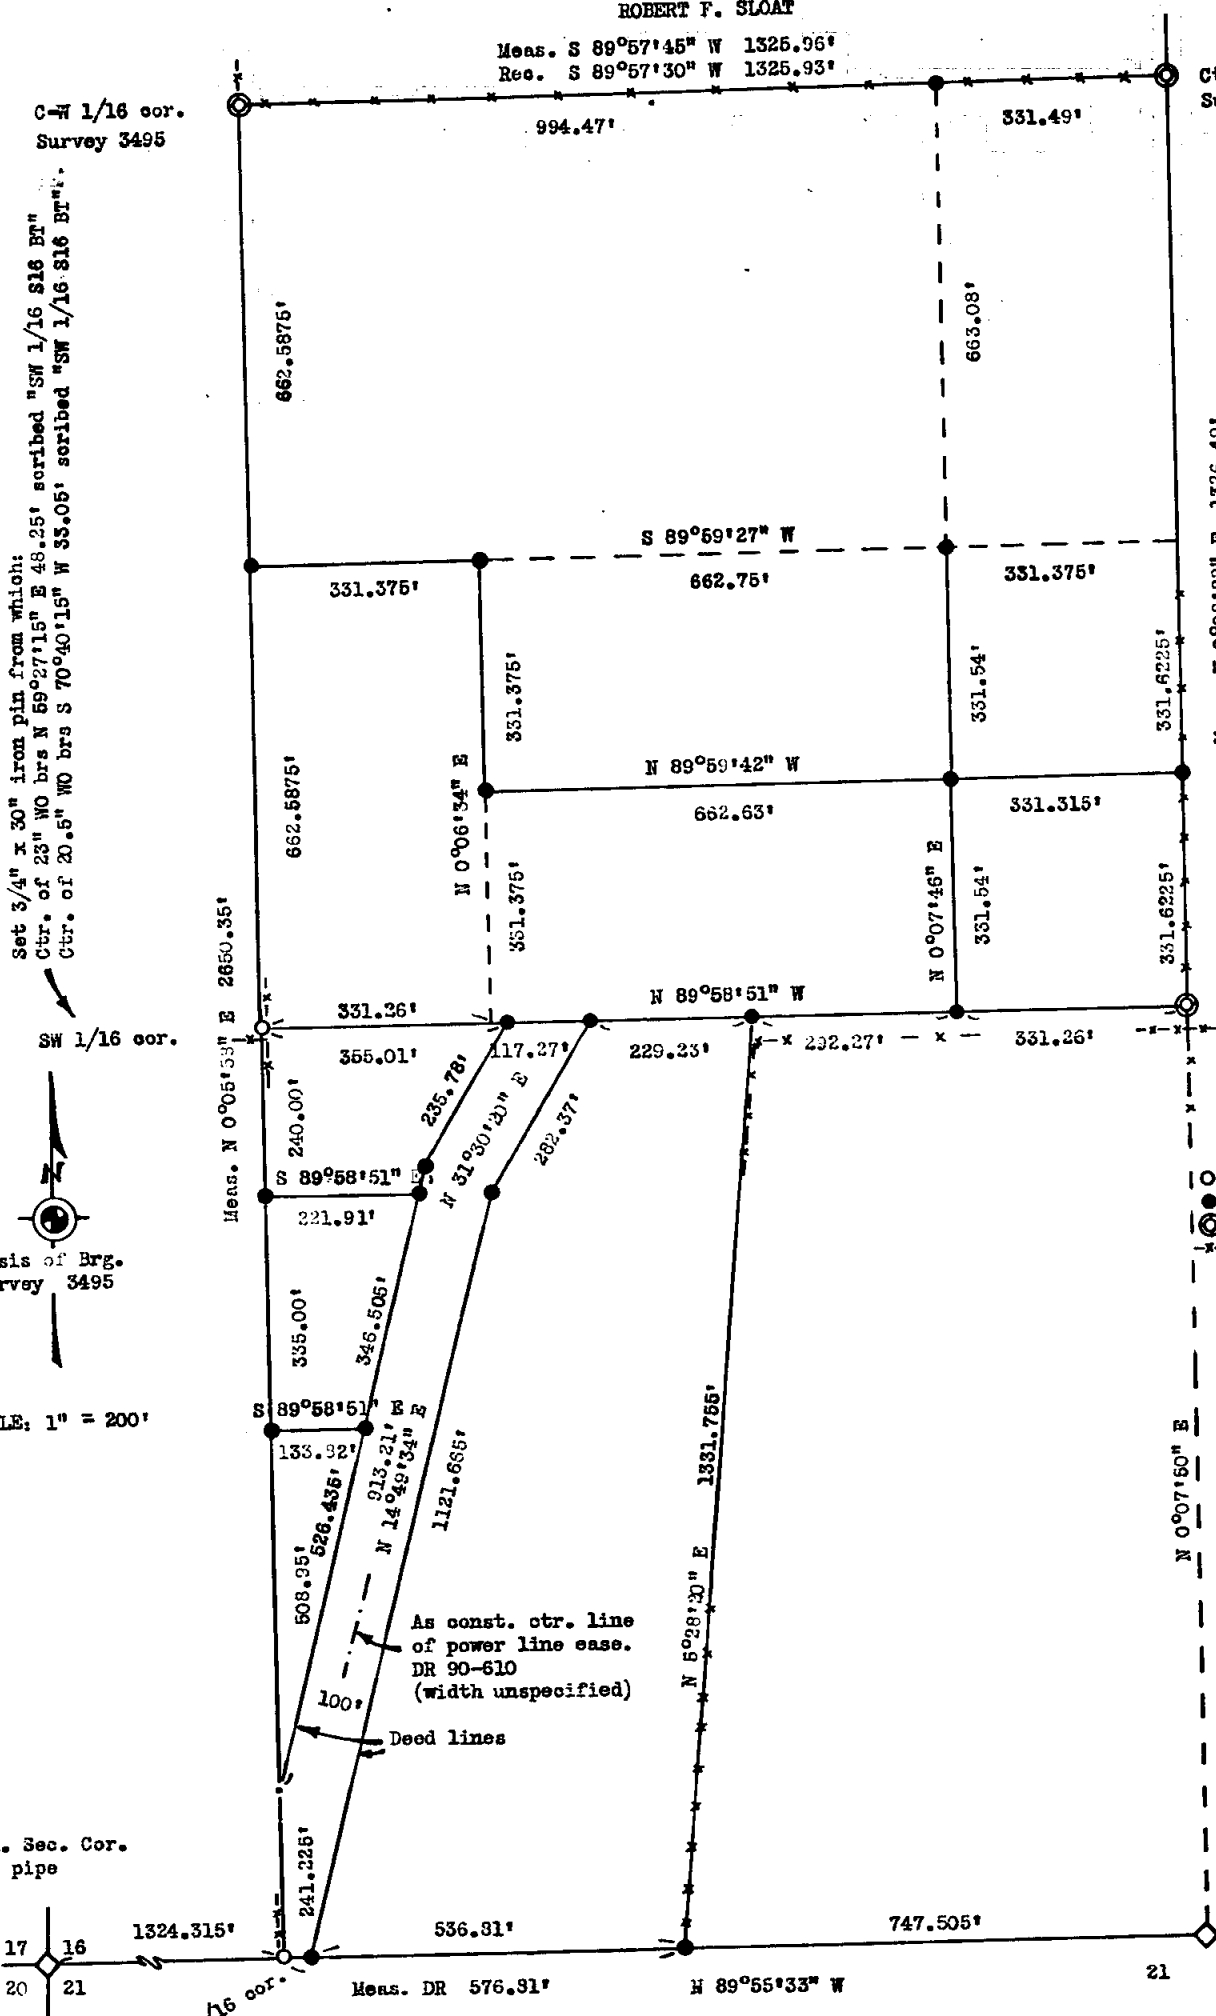 ROBERT F. SLOAT
Meas. S 89°57'45" W 1325.96'
Rec. S 89°57'30" W 1325.93'
C-W 1/16 cor.
Survey 3495
994.47'
331.49'
Set 3/4" x 30" iron pin from which:
Ctr. of 23" WO brs N 59°27'15" E 48.25' scribed "SW 1/16 S16 BT"
Ctr. of 20.5" WO brs S 70°40'15" W 33.05' scribed "SW 1/16 S16 BT".
662.5875'
663.08'
S 89°59'27" W
331.375'
662.75'
331.375'
331.375'
331.54'
331.6225'
N 0°06'34" E
N 89°59'42" W
662.63'
331.315'
662.5875'
331.375'
N 0°07'46" E
331.54'
331.6225'
Meas. N 0°05'53" E 2650.35'
SW 1/16 cor.
331.26'
N 89°58'51" W
355.01'
117.27'
229.23'
292.27'
331.26'
240.00'
235.78'
N 31°30'20" E
282.37'
S 89°58'51" E
221.91'
sis of Brg.
rvey 3495
335.00'
346.505'
LE: 1" = 200'
S 89°58'51" E
133.92'
913.21'
N 14°49'34" E
1121.655'
1331.755'
N 5°28'20" E
N 0°07'50" E
526.435'
508.95'
As const. ctr. line
of power line ease.
DR 90-610
(width unspecified)
100'
Deed lines
. Sec. Cor.
pipe
241.225'
1324.315'
536.81'
747.505'
17 16
20 21
/16 cor.
Meas. DR 576.81'
N 89°55'33" W
21